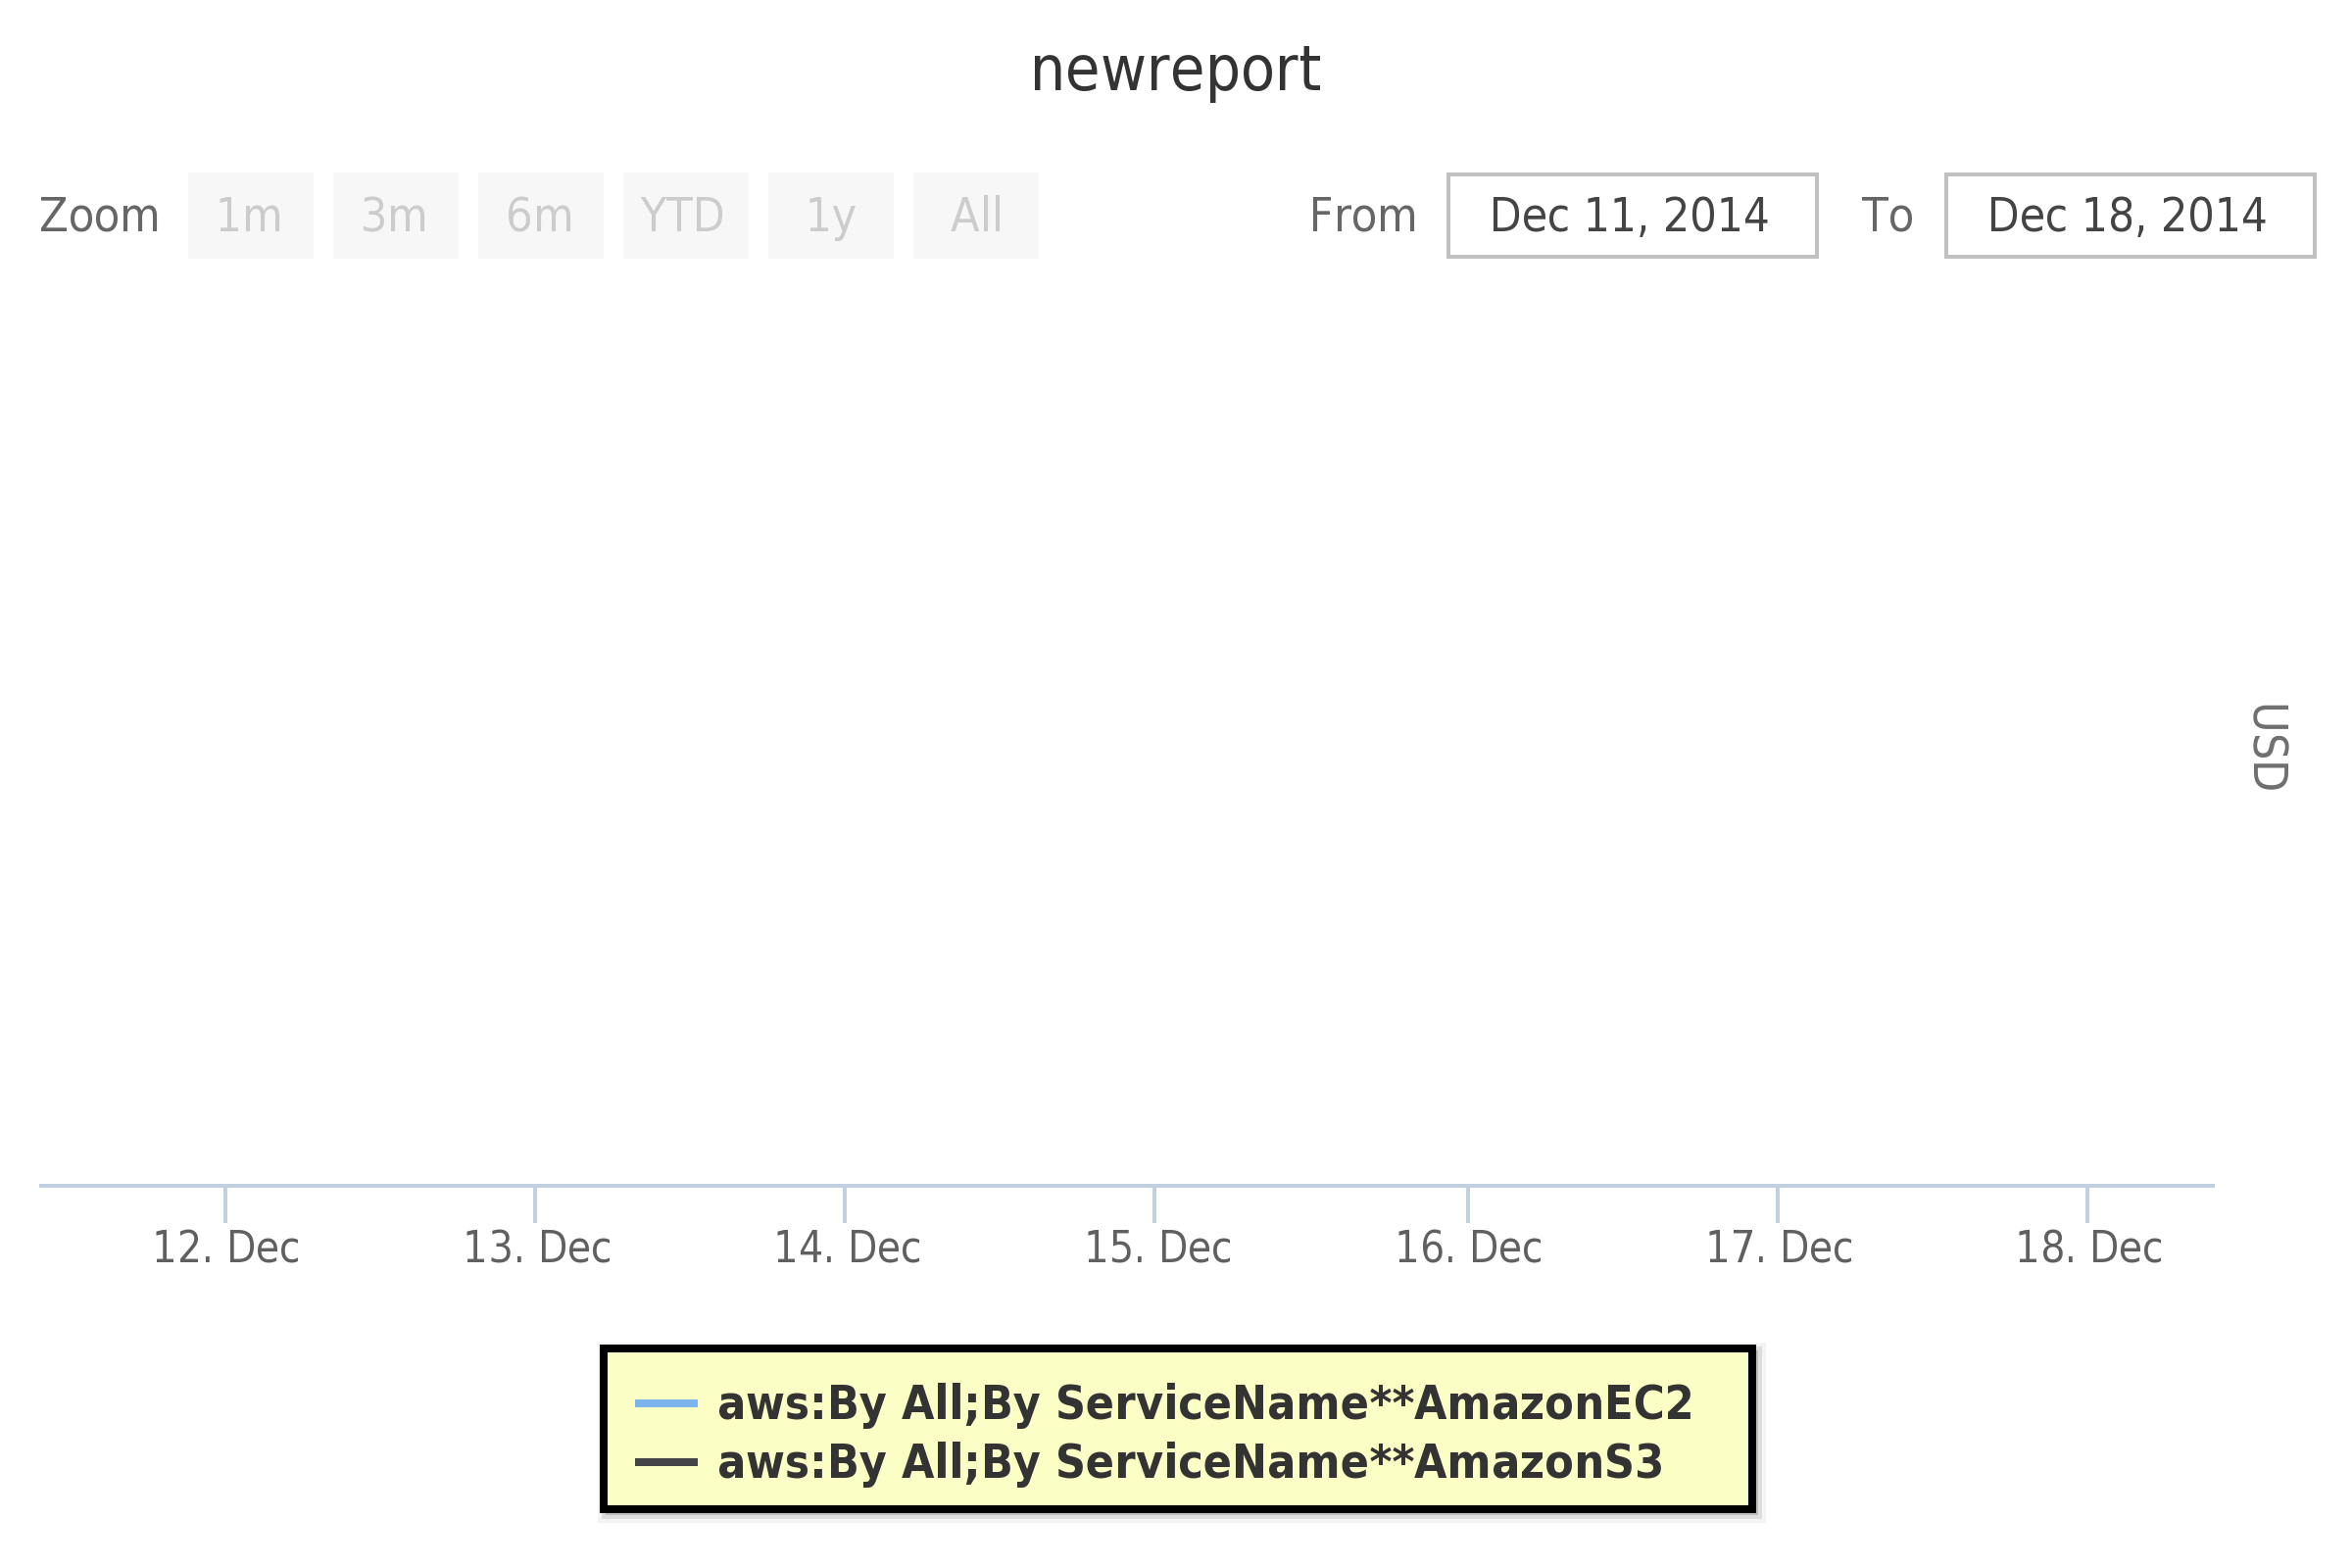 newreport
Zoom 1m 3m 6m YTD 1y All From Dec 11, 2014 To Dec 18, 2014
USD
12. Dec 13. Dec 14. Dec 15. Dec 16. Dec 17. Dec 18. Dec
aws:By All;By ServiceName**AmazonEC2
aws:By All;By ServiceName**AmazonS3